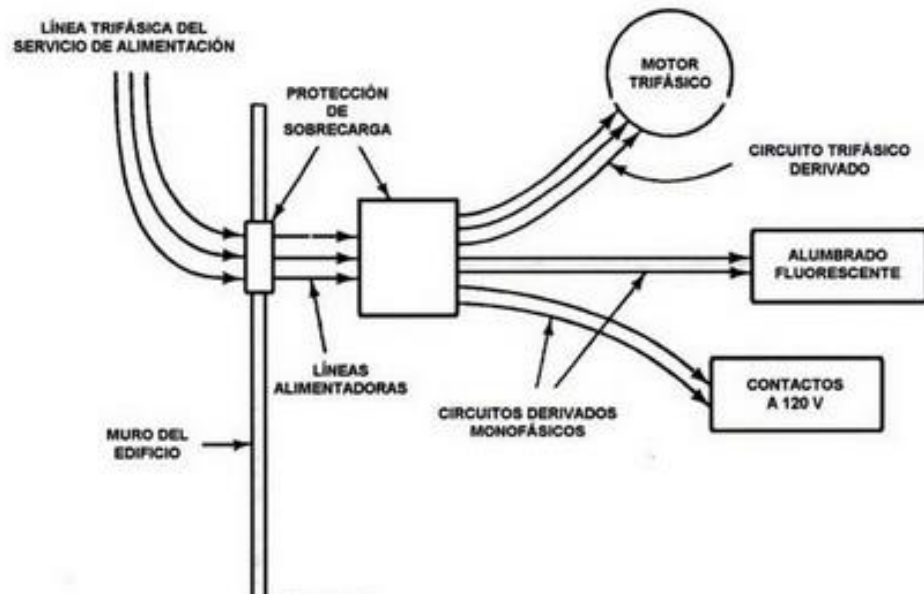 LÍNEA TRIFÁSICA DEL
SERVICIO DE ALIMENTACIÓN
PROTECCIÓN
DE
SOBRECARGA
MOTOR
TRIFÁSICO
CIRCUITO TRIFÁSICO
DERIVADO
ALUMBRADO
FLUORESCENTE
LÍNEAS
ALIMENTADORAS
CONTACTOS
A 120 V
CIRCUITOS DERIVADOS
MONOFÁSICOS
MURO DEL
EDIFICIO